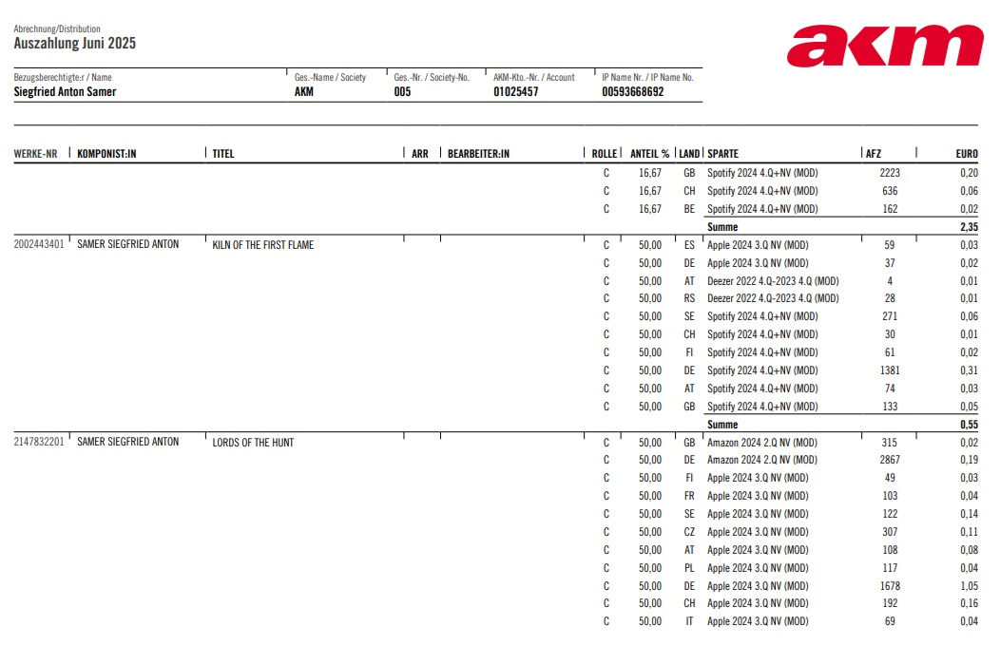 Abrechnung/Distribution
Auszahlung Juni 2025
akm
Bezugsberechtigte:r / Name | Ges.-Name / Society | Ges.-Nr. / Society-No. | AKM-Kto.-Nr. / Account | IP Name Nr. / IP Name No.
Siegfried Anton Samer AKM 005 01025457 00593668692
WERKE-NR | KOMPONIST:IN | TITEL | ARR | BEARBEITER:IN | ROLLE | ANTEIL % | LAND | SPARTE | AFZ | EURO
C 16,67 GB Spotify 2024 4.Q+NV (MOD) 2223 0,20
C 16,67 CH Spotify 2024 4.Q+NV (MOD) 636 0,06
C 16,67 BE Spotify 2024 4.Q+NV (MOD) 162 0,02
Summe 2,35
2002443401 SAMER SIEGFRIED ANTON KILN OF THE FIRST FLAME C 50,00 ES Apple 2024 3.Q NV (MOD) 59 0,03
C 50,00 DE Apple 2024 3.Q NV (MOD) 37 0,02
C 50,00 AT Deezer 2022 4.Q-2023 4.Q (MOD) 4 0,01
C 50,00 RS Deezer 2022 4.Q-2023 4.Q (MOD) 28 0,01
C 50,00 SE Spotify 2024 4.Q+NV (MOD) 271 0,06
C 50,00 CH Spotify 2024 4.Q+NV (MOD) 30 0,01
C 50,00 FI Spotify 2024 4.Q+NV (MOD) 61 0,02
C 50,00 DE Spotify 2024 4.Q+NV (MOD) 1381 0,31
C 50,00 AT Spotify 2024 4.Q+NV (MOD) 74 0,03
C 50,00 GB Spotify 2024 4.Q+NV (MOD) 133 0,05
Summe 0,55
2147832201 SAMER SIEGFRIED ANTON LORDS OF THE HUNT C 50,00 GB Amazon 2024 2.Q NV (MOD) 315 0,02
C 50,00 DE Amazon 2024 2.Q NV (MOD) 2867 0,19
C 50,00 FI Apple 2024 3.Q NV (MOD) 49 0,03
C 50,00 FR Apple 2024 3.Q NV (MOD) 103 0,04
C 50,00 SE Apple 2024 3.Q NV (MOD) 122 0,14
C 50,00 CZ Apple 2024 3.Q NV (MOD) 307 0,11
C 50,00 AT Apple 2024 3.Q NV (MOD) 108 0,08
C 50,00 PL Apple 2024 3.Q NV (MOD) 117 0,04
C 50,00 DE Apple 2024 3.Q NV (MOD) 1678 1,05
C 50,00 CH Apple 2024 3.Q NV (MOD) 192 0,16
C 50,00 IT Apple 2024 3.Q NV (MOD) 69 0,04